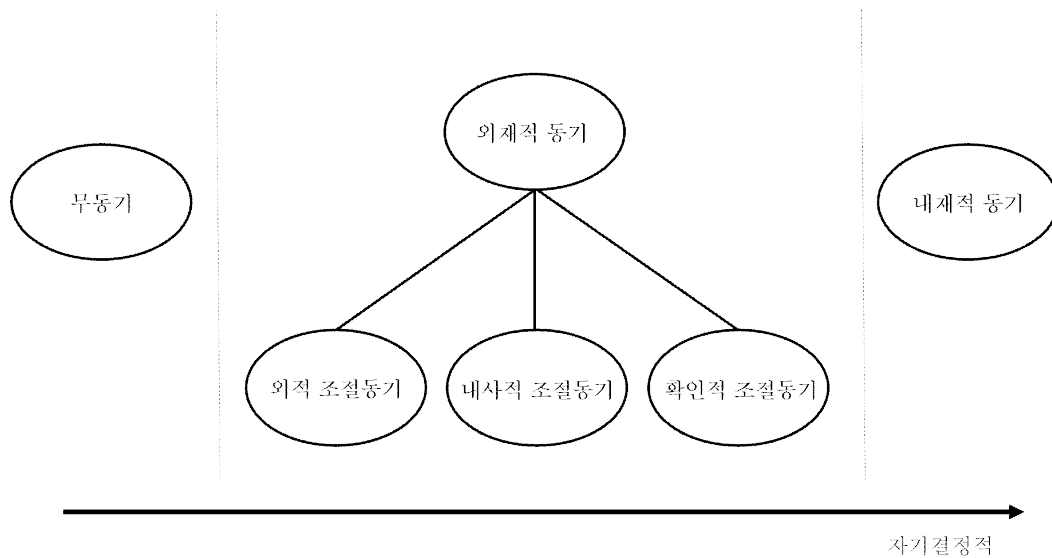 외재적 동기
무동기
내재적 동기
외적 조절동기
내사적 조절동기
확인적 조절동기
자기결정적